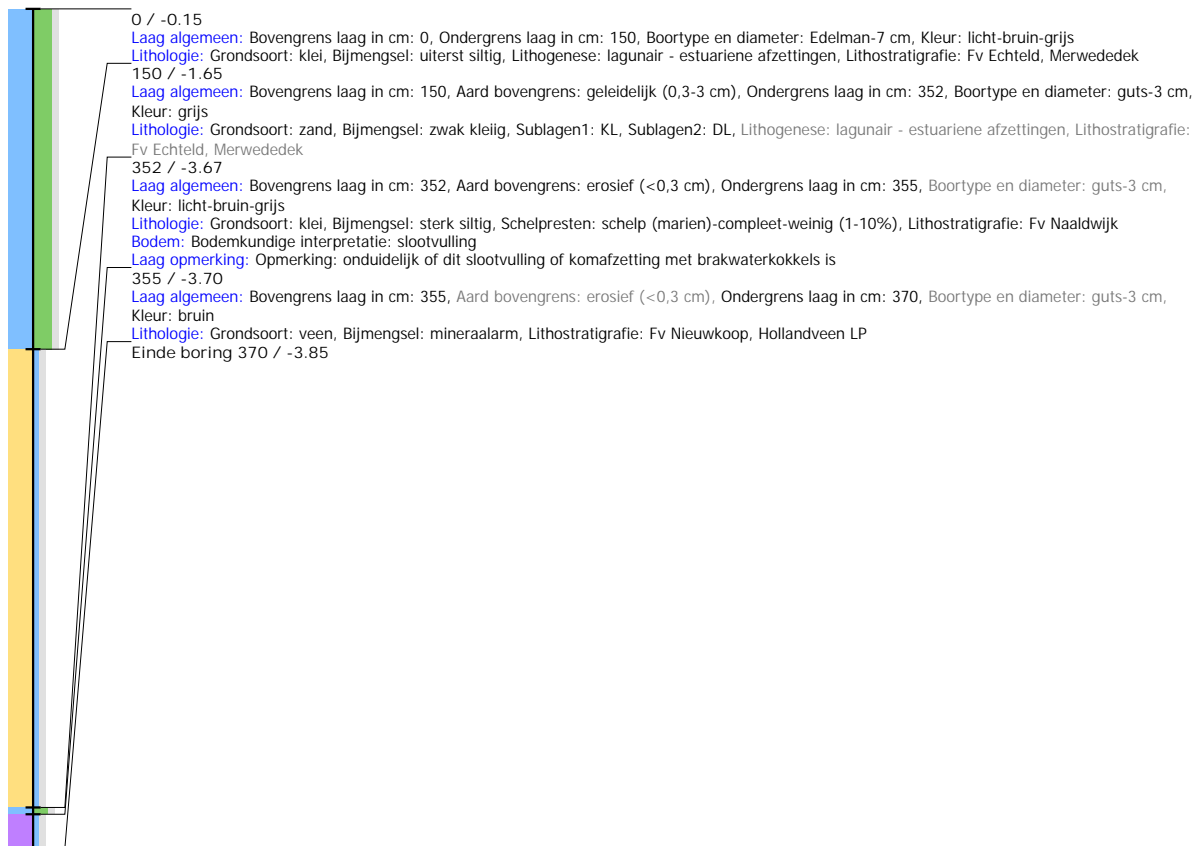 0 / -0.15
Laag algemeen: Bovengrens laag in cm: 0, Ondergrens laag in cm: 150, Boortype en diameter: Edelman-7 cm, Kleur: licht-bruin-grijs
Lithologie: Grondsoort: klei, Bijmengsel: uiterst siltig, Lithogenese: lagunair - estuariene afzettingen, Lithostratigrafie: Fv Echteld, Merwededek
150 / -1.65
Laag algemeen: Bovengrens laag in cm: 150, Aard bovengrens: geleidelijk (0,3-3 cm), Ondergrens laag in cm: 352, Boortype en diameter: guts-3 cm,
Kleur: grijs
Lithologie: Grondsoort: zand, Bijmengsel: zwak kleiig, Sublagen1: KL, Sublagen2: DL, Lithogenese: lagunair - estuariene afzettingen, Lithostratigrafie:
Fv Echteld, Merwededek
352 / -3.67
Laag algemeen: Bovengrens laag in cm: 352, Aard bovengrens: erosief (<0,3 cm), Ondergrens laag in cm: 355, Boortype en diameter: guts-3 cm,
Kleur: licht-bruin-grijs
Lithologie: Grondsoort: klei, Bijmengsel: sterk siltig, Schelpresten: schelp (marien)-compleet-weinig (1-10%), Lithostratigrafie: Fv Naaldwijk
Bodem: Bodemkundige interpretatie: slootvulling
Laag opmerking: Opmerking: onduidelijk of dit slootvulling of komafzetting met brakwaterkokkels is
355 / -3.70
Laag algemeen: Bovengrens laag in cm: 355, Aard bovengrens: erosief (<0,3 cm), Ondergrens laag in cm: 370, Boortype en diameter: guts-3 cm,
Kleur: bruin
Lithologie: Grondsoort: veen, Bijmengsel: mineraalarm, Lithostratigrafie: Fv Nieuwkoop, Hollandveen LP
Einde boring 370 / -3.85